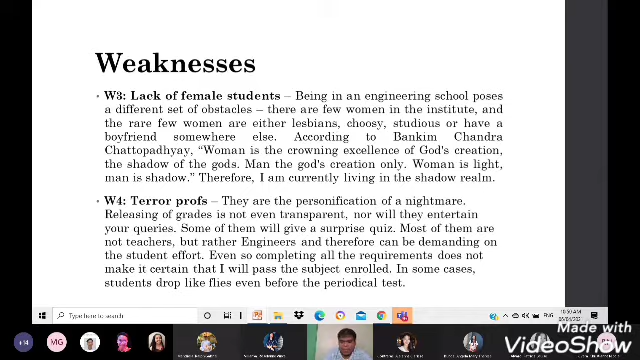 Weaknesses
• W3: Lack of female students – Being in an engineering school poses
a different set of obstacles – there are few women in the institute, and
the rare few women are either lesbians, choosy, studious or have a
boyfriend somewhere else. According to Bankim Chandra
Chattopadhyay, “Woman is the crowning excellence of God's creation,
the shadow of the gods. Man the god's creation only. Woman is light,
man is shadow.” Therefore, I am currently living in the shadow realm.
• W4: Terror profs – They are the personification of a nightmare.
Releasing of grades is not even transparent, nor will they entertain
your queries. Some of them will give a surprise quiz. Most of them are
not teachers, but rather Engineers and therefore can be demanding on
the student effort. Even so completing all the requirements does not
make it certain that I will pass the subject enrolled. In some cases,
students drop like flies even before the periodical test.
Type here to search
ENG
10:50 AM
+14
MG
Made with
VideoShow